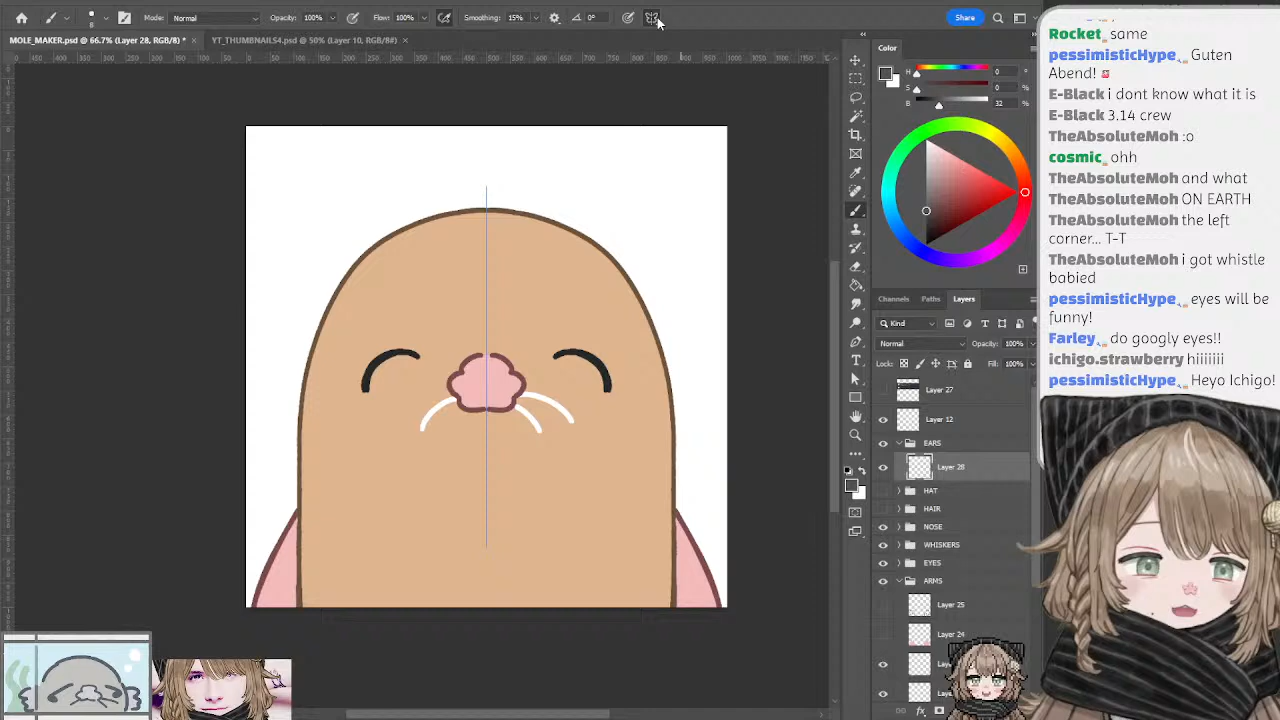 Mode: Normal Opacity: 100% Flow: 100% Smoothing: 15% 0° Share
MOLE_MAKER.psd @ 66.7% (Layer 28, RGB/8) * × YT_THUMBNAILS4.psd @ 50% (Layer 10, RGB/8#) ×
Color
H 0 °
S 0 %
B 32 %
Channels Paths Layers
Kind
Normal Opacity: 100%
Lock: Fill: 100%
Layer 27
Layer 12
EARS
Layer 28
HAT
HAIR
NOSE
WHISKERS
EYES
ARMS
Layer 25
Layer 24
fx
Rocket same
pessimisticHype Guten
Abend!
E-Black i dont know what it is
E-Black 3.14 crew
TheAbsoluteMoh :o
cosmic ohh
TheAbsoluteMoh and what
TheAbsoluteMoh ON EARTH
TheAbsoluteMoh the left
corner... T-T
TheAbsoluteMoh i got whistle
babied
pessimisticHype eyes will be
funny!
Farley do googly eyes!!
ichigo.strawberry hiiiiiii
pessimisticHype Heyo Ichigo!